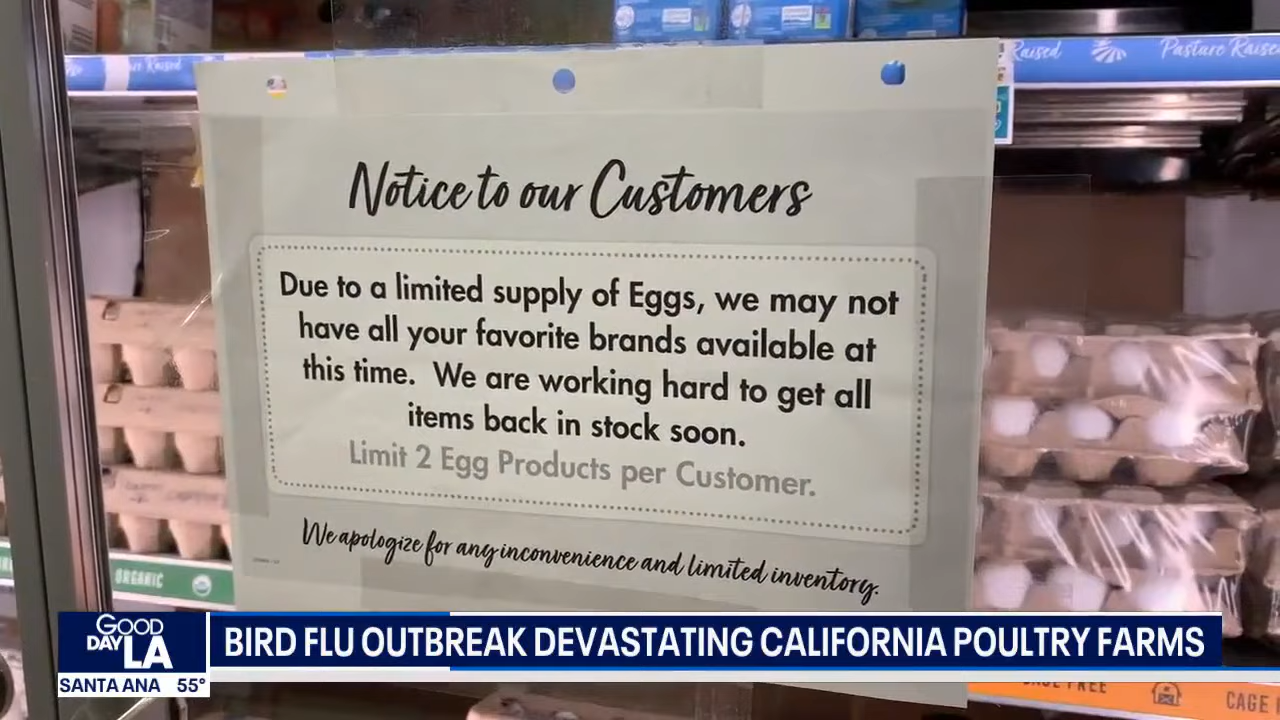 Raised
Raised
Pasture Raised
Notice to our Customers
Due to a limited supply of Eggs, we may not
have all your favorite brands available at
this time. We are working hard to get all
items back in stock soon.
Limit 2 Egg Products per Customer.
We apologize for any inconvenience and limited inventory.
ORGANIC
GOOD
DAY LA
BIRD FLU OUTBREAK DEVASTATING CALIFORNIA POULTRY FARMS
SANTA ANA 55°
CAGE FREE
CAGE